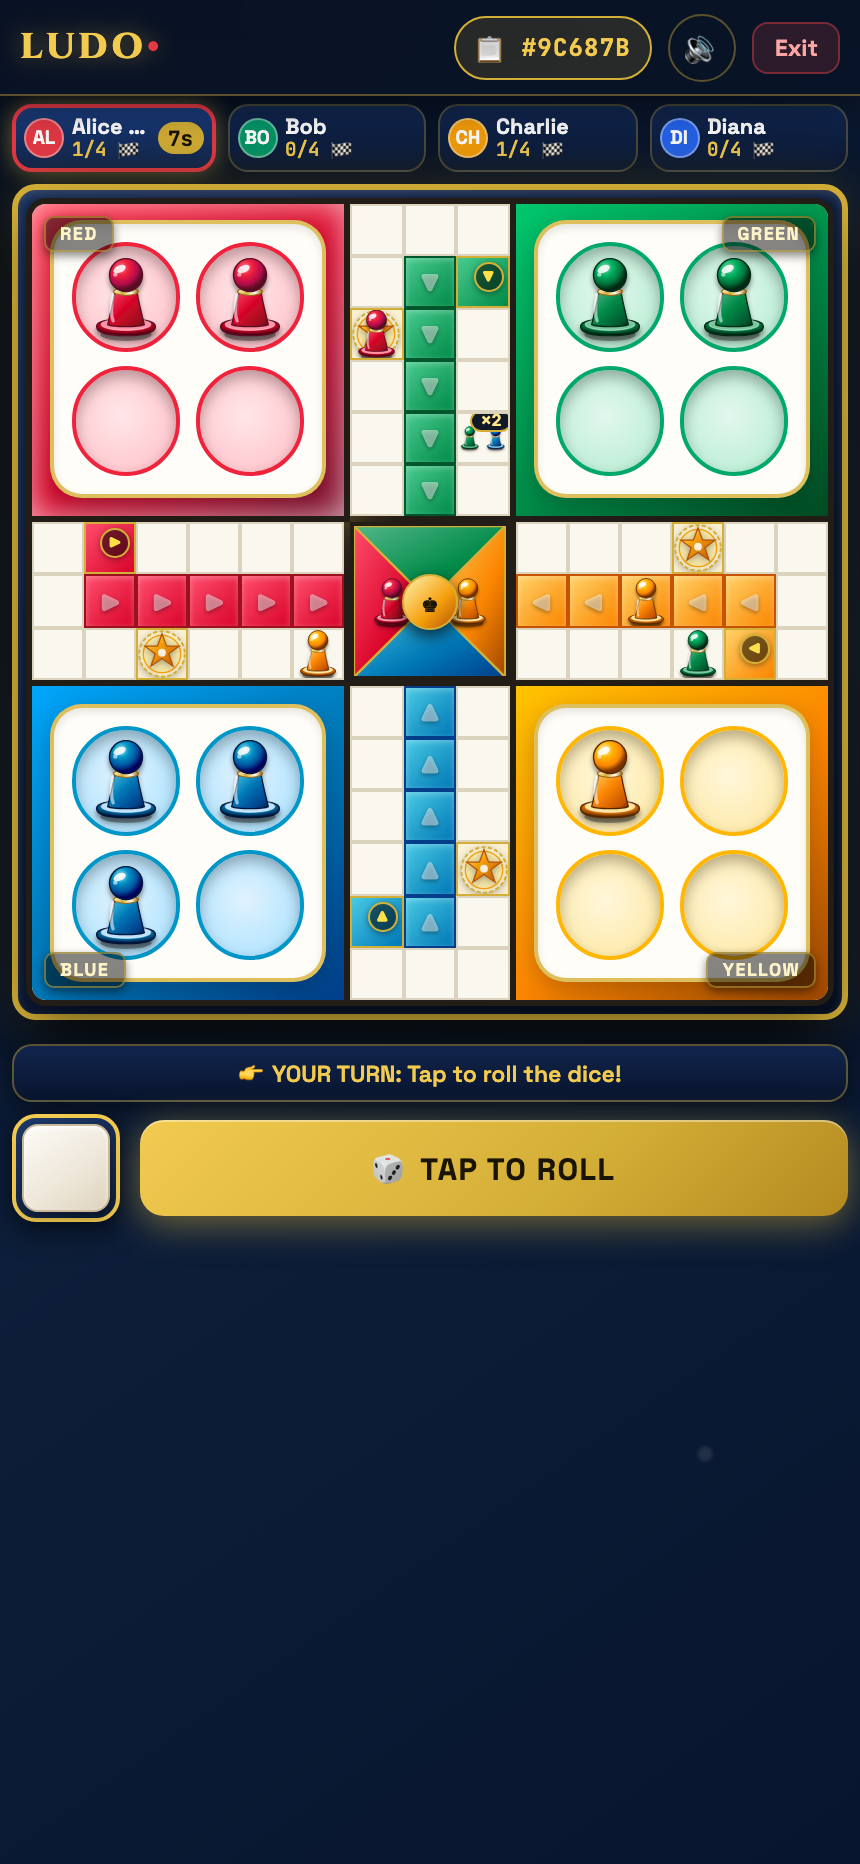 LUDO
#9C687B
Exit
AL Alice ... 1/4 7s
BO Bob 0/4
CH Charlie 1/4
DI Diana 0/4
RED
GREEN
×2
BLUE
YELLOW
YOUR TURN: Tap to roll the dice!
TAP TO ROLL